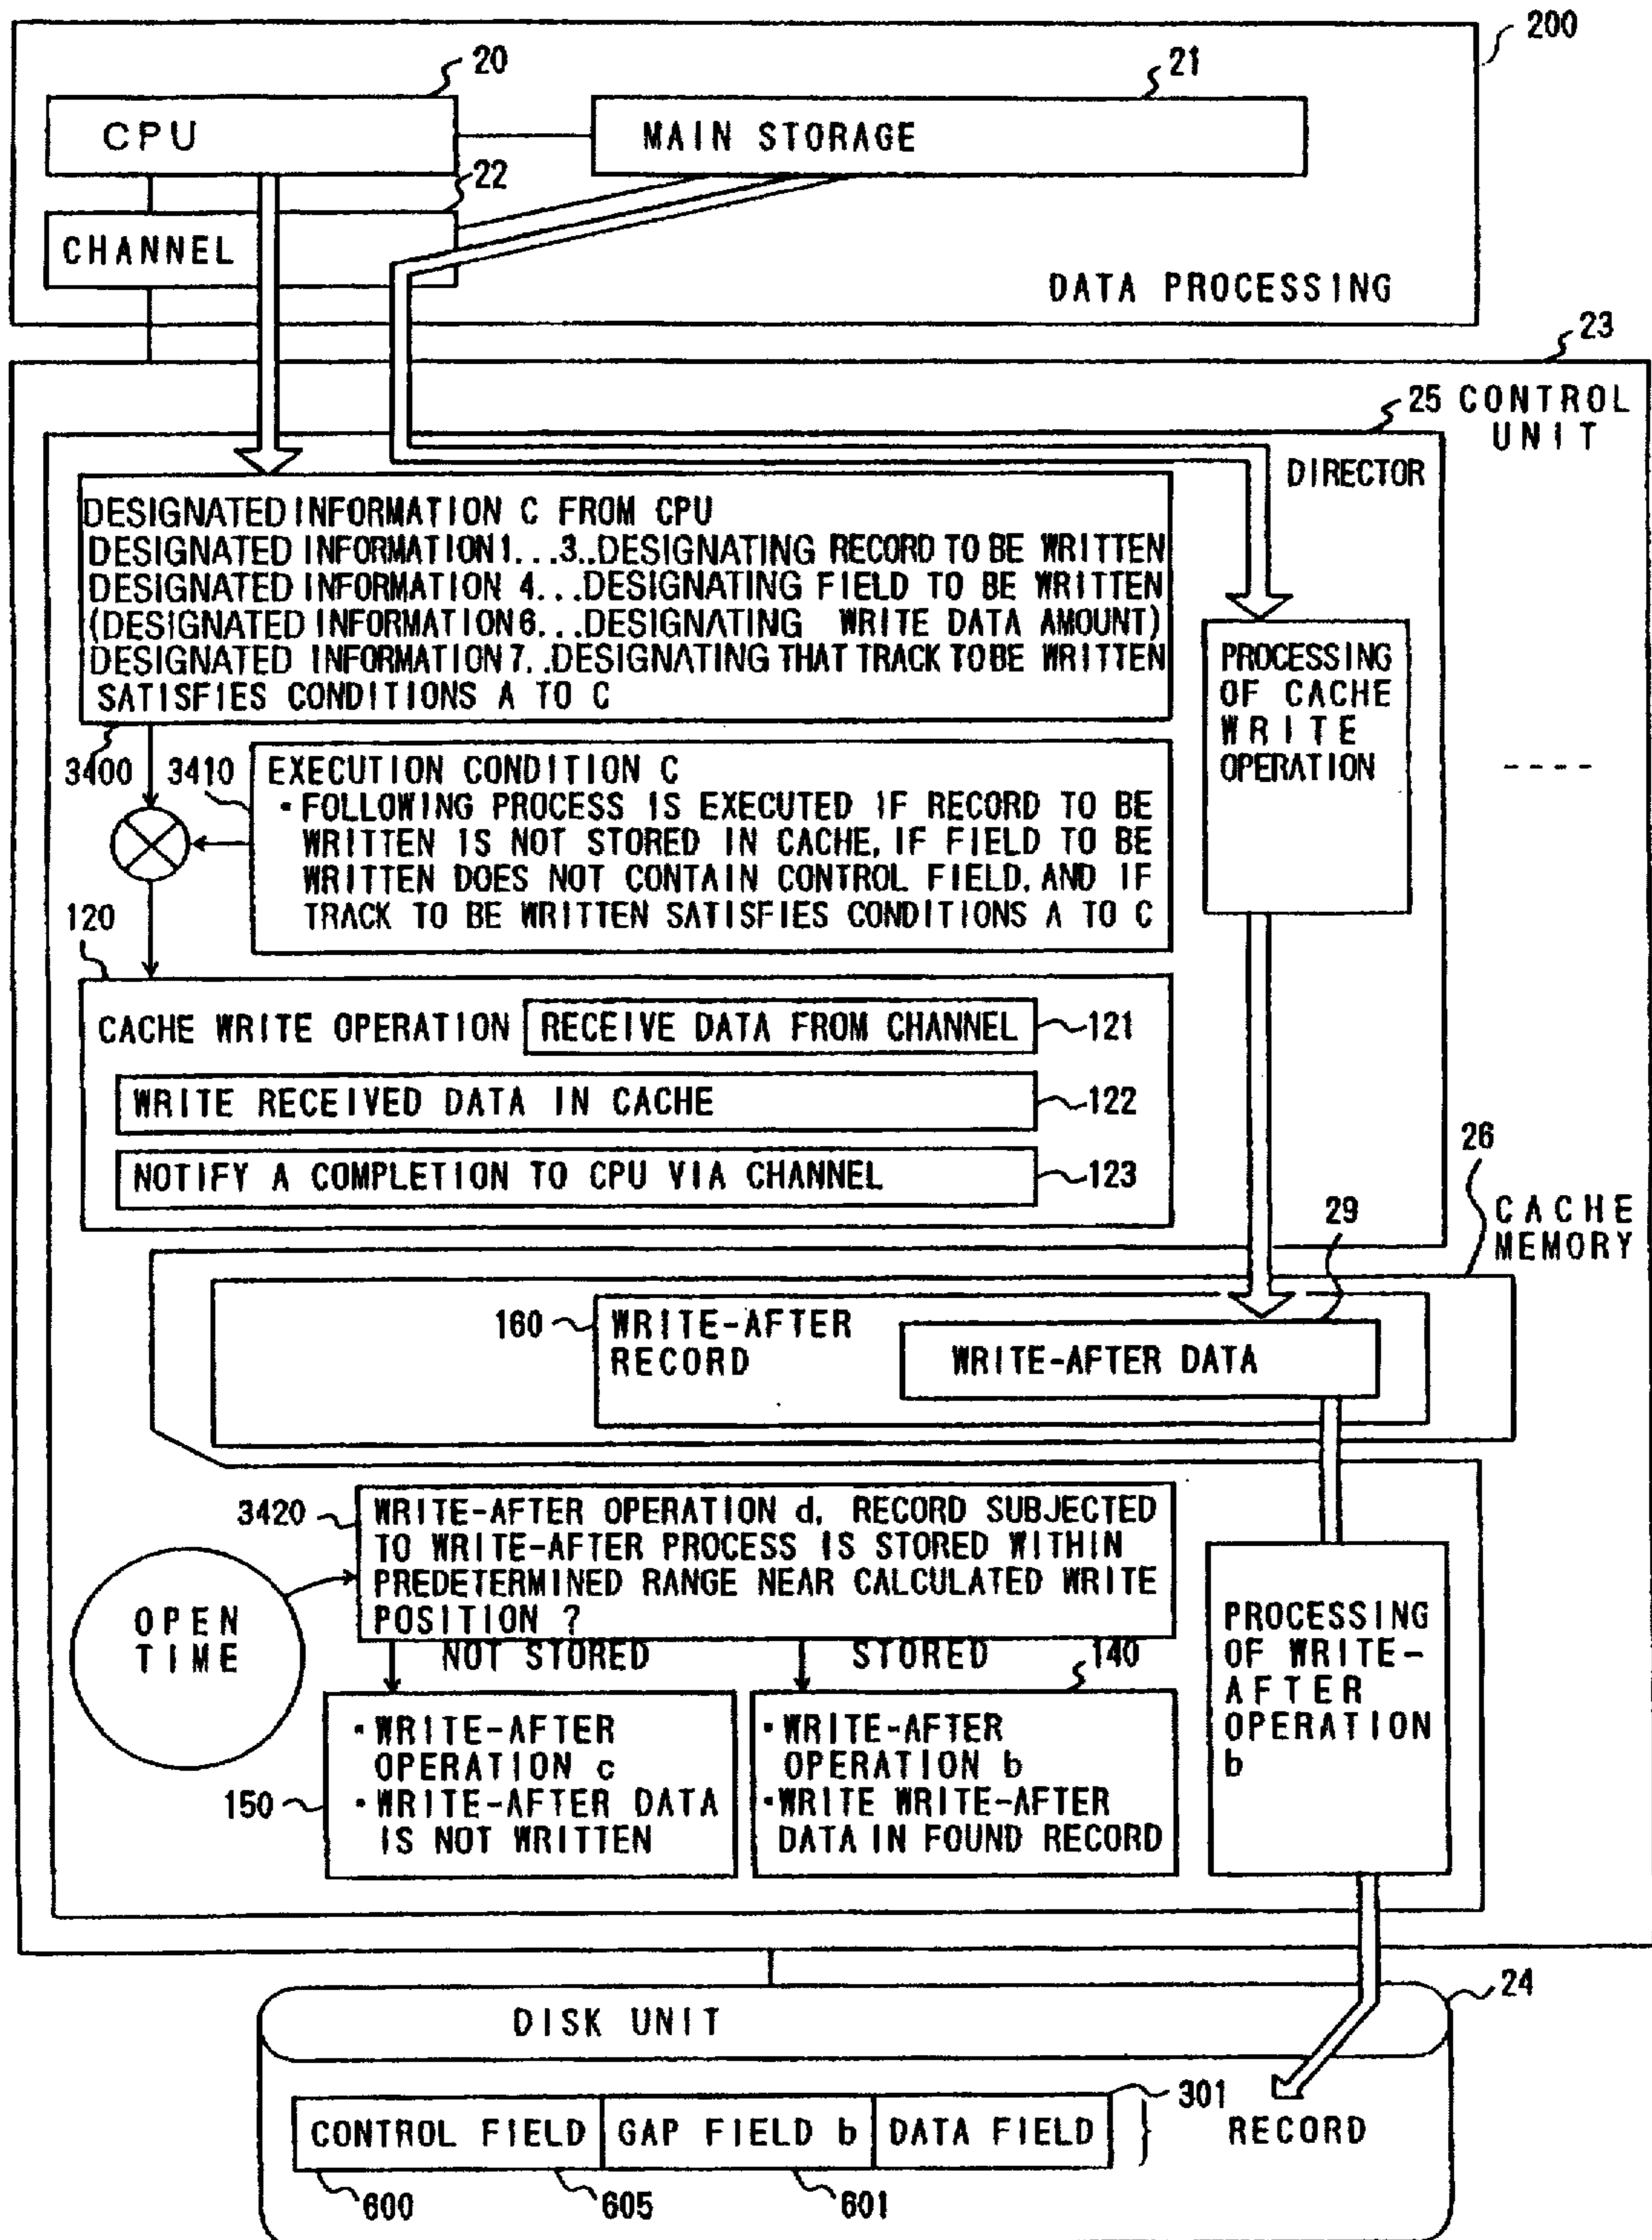 200
20
21
CPU
MAIN STORAGE
22
CHANNEL
DATA PROCESSING
23
25 CONTROL
UNIT
DIRECTOR
DESIGNATED INFORMATION C FROM CPU
DESIGNATED INFORMATION 1...3..DESIGNATING RECORD TO BE WRITTEN
DESIGNATED INFORMATION 4...DESIGNATING FIELD TO BE WRITTEN
(DESIGNATED INFORMATION 6...DESIGNATING WRITE DATA AMOUNT)
DESIGNATED INFORMATION 7..DESIGNATING THAT TRACK TO BE WRITTEN
SATISFIES CONDITIONS A TO C
PROCESSING
OF CACHE
WRITE
OPERATION
----
3400
3410
EXECUTION CONDITION C
• FOLLOWING PROCESS IS EXECUTED IF RECORD TO BE
WRITTEN IS NOT STORED IN CACHE, IF FIELD TO BE
WRITTEN DOES NOT CONTAIN CONTROL FIELD, AND IF
TRACK TO BE WRITTEN SATISFIES CONDITIONS A TO C
120
CACHE WRITE OPERATION
RECEIVE DATA FROM CHANNEL
121
WRITE RECEIVED DATA IN CACHE
122
NOTIFY A COMPLETION TO CPU VIA CHANNEL
123
26
CACHE
MEMORY
29
160
WRITE-AFTER
RECORD
WRITE-AFTER DATA
3420
WRITE-AFTER OPERATION d, RECORD SUBJECTED
TO WRITE-AFTER PROCESS IS STORED WITHIN
PREDETERMINED RANGE NEAR CALCULATED WRITE
POSITION ?
OPEN
TIME
NOT STORED
STORED
140
PROCESSING
OF WRITE-
AFTER
OPERATION
b
• WRITE-AFTER
OPERATION c
• WRITE-AFTER DATA
IS NOT WRITTEN
150
• WRITE-AFTER
OPERATION b
• WRITE WRITE-AFTER
DATA IN FOUND RECORD
24
DISK UNIT
301
CONTROL FIELD
GAP FIELD b
DATA FIELD
RECORD
600
605
601